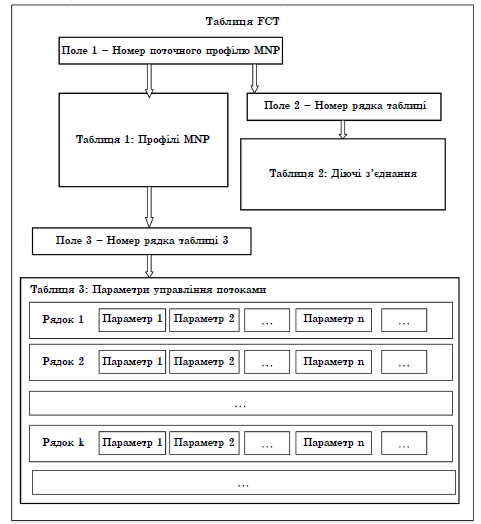 Таблиця FCT
Поле 1 – Номер поточного профілю MNP
Поле 2 – Номер рядка таблиці
Таблиця 1: Профілі MNP
Таблиця 2: Діючі з'єднання
Поле 3 – Номер рядка таблиці 3
Таблиця 3: Параметри управління потоками
Рядок 1 Параметр 1 Параметр 2 ... Параметр n ...
Рядок 2 Параметр 1 Параметр 2 ... Параметр n ...
...
Рядок k Параметр 1 Параметр 2 ... Параметр n ...
...